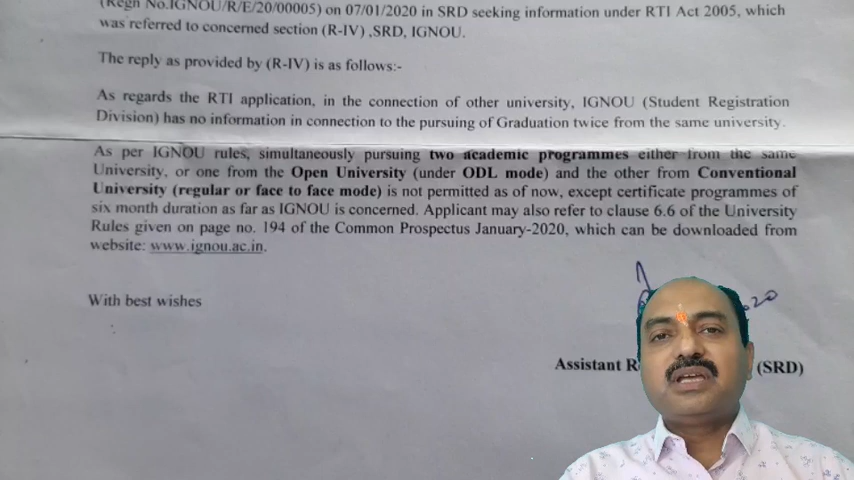 (Regn No.IGNOU/R/E/20/00005) on 07/01/2020 in SRD seeking information under RTI Act 2005, which
was referred to concerned section (R-IV) ,SRD, IGNOU.
The reply as provided by (R-IV) is as follows:-
As regards the RTI application, in the connection of other university, IGNOU (Student Registration
Division) has no information in connection to the pursuing of Graduation twice from the same university.
As per IGNOU rules, simultaneously pursuing two academic programmes either from the same
University, or one from the Open University (under ODL mode) and the other from Conventional
University (regular or face to face mode) is not permitted as of now, except certificate programmes of
six month duration as far as IGNOU is concerned. Applicant may also refer to clause 6.6 of the University
Rules given on page no. 194 of the Common Prospectus January-2020, which can be downloaded from
website: www.ignou.ac.in.
With best wishes
Assistant (SRD)